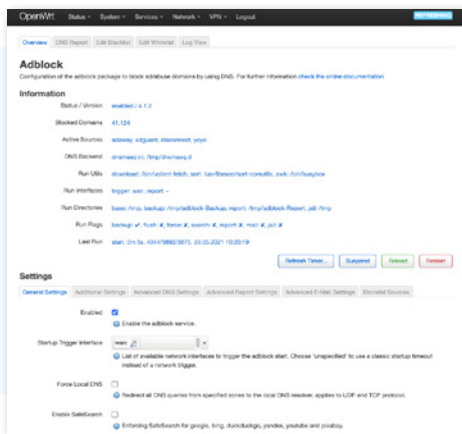 OpenWrt Status System Services Network VPN Logout REFRESHING
Overview DNS Report Edit Blacklist Edit Whitelist Log View
Adblock
Configuration of the adblock package to block ad/abuse domains by using DNS. For further information check the online documentation
Information
Status / Version enabled / 4.1.2
Blocked Domains 41,124
Active Sources adaway, adguard, disconnect, yoyo
DNS Backend
Run Utils download: /bin/uclient-fetch, sort: /usr/libexec/sort-coreutils, awk: /bin/busybox
Run Interfaces trigger: wan, report: -
Run Directories base: /tmp, backup: /tmp/adblock-Backup, report: /tmp/adblock-Report, jail: /tmp
Run Flags backup: ✔, flush: ✘, force: ✘, search: ✘, report: ✘, mail: ✘, jail: ✘
Last Run start, 0m 5s, 20.05.2021
Refresh Timer... Suspend Reload Restart
Settings
General Settings Additional Settings Advanced DNS Settings Advanced Report Settings Advanced E-Mail Settings Blocklist Sources
Enabled
Enable the adblock service.
Startup Trigger Interface wan:
List of available network interfaces to trigger the adblock start. Choose 'unspecified' to use a classic startup timeout
instead of a network trigger.
Force Local DNS
Redirect all DNS queries from specified zones to the local DNS resolver, applies to UDP and TCP protocol.
Enable SafeSearch
Enforcing SafeSearch for google, bing, duckduckgo, yandex, youtube and pixabay.